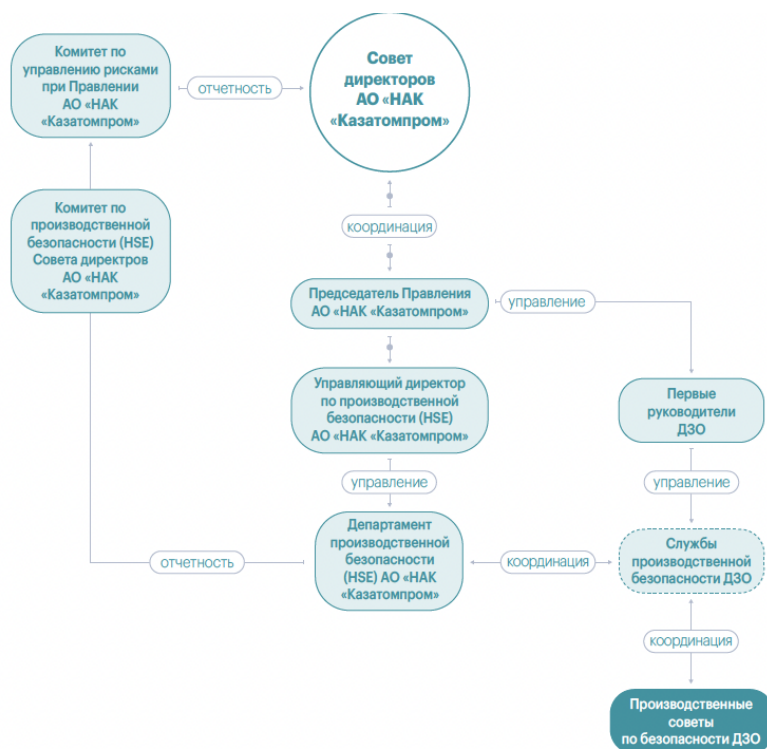 Комитет по
управлению рисками
при Правлении
АО «НАК
«Казатомпром»
отчетность
Совет
директоров
АО «НАК
«Казатомпром»
Комитет по
производственной
безопасности (HSE)
Совета директров
АО «НАК
«Казатомпром»
координация
Председатель Правления
АО «НАК «Казатомпром»
управление
Управляющий директор
по производственной
безопасности (HSE)
АО «НАК «Казатомпром»
Первые
руководители
ДЗО
управление
управление
Департамент
производственной
безопасности
(HSE) АО «НАК
«Казатомпром»
отчетность
координация
Службы
производственной
безопасности ДЗО
координация
Производственные
советы
по безопасности ДЗО